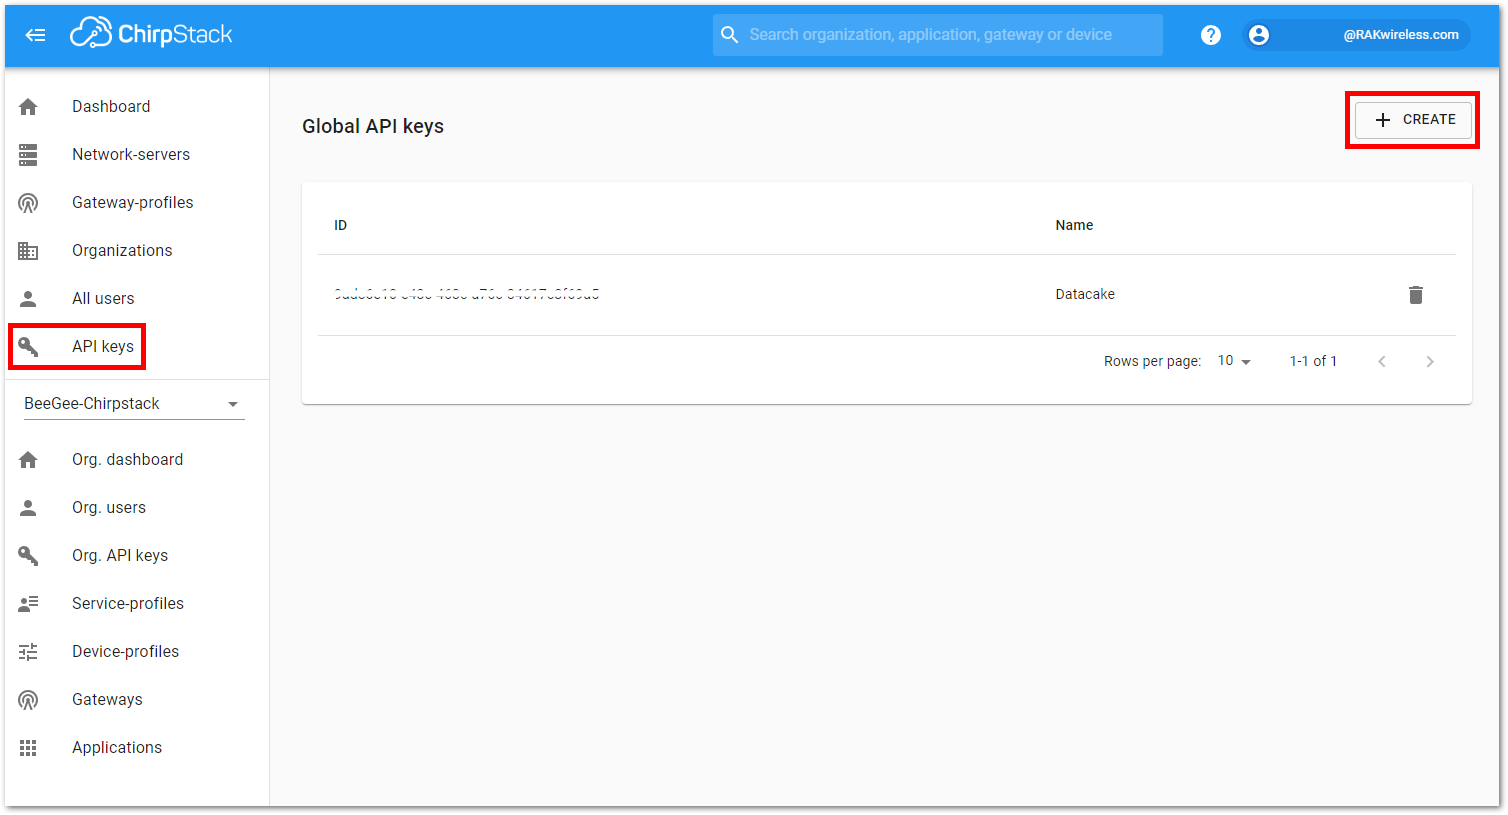 ChirpStack
Search organization, application, gateway or device
@RAKwireless.com
Dashboard
Network-servers
Gateway-profiles
Organizations
All users
API keys
BeeGee-Chirpstack
Org. dashboard
Org. users
Org. API keys
Service-profiles
Device-profiles
Gateways
Applications
Global API keys
CREATE
ID Name
Datacake
Rows per page: 10 1-1 of 1